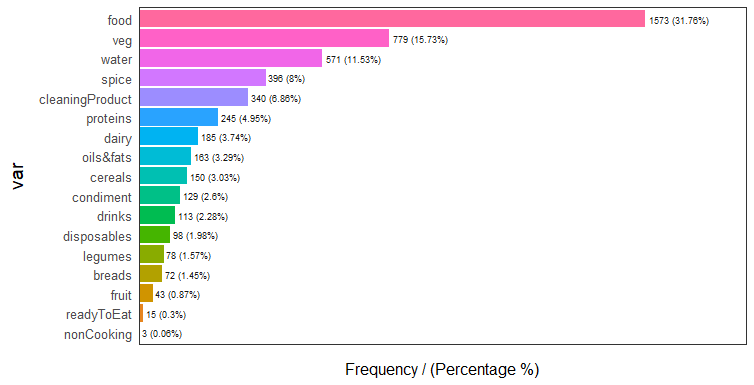 food 1573 (31.76%)
veg 779 (15.73%)
water 571 (11.53%)
spice 396 (8%)
cleaningProduct 340 (6.86%)
proteins 245 (4.95%)
dairy 185 (3.74%)
oils&fats 163 (3.29%)
cereals 150 (3.03%)
condiment 129 (2.6%)
drinks 113 (2.28%)
disposables 98 (1.98%)
legumes 78 (1.57%)
breads 72 (1.45%)
fruit 43 (0.87%)
readyToEat 15 (0.3%)
nonCooking 3 (0.06%)
var
Frequency / (Percentage %)